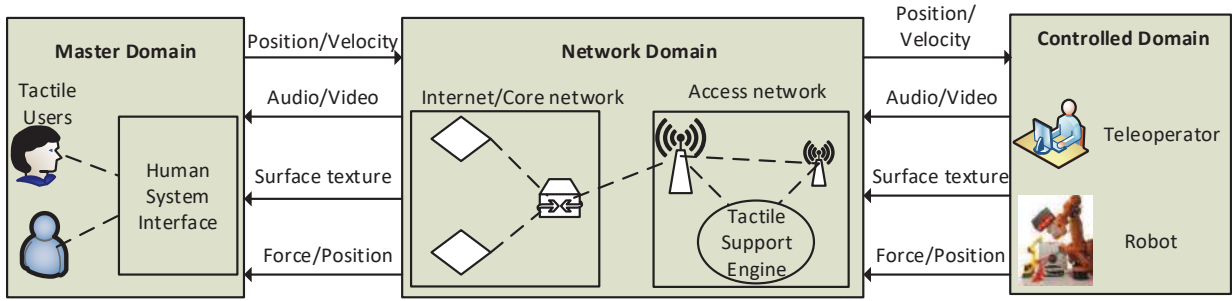 Master Domain
Tactile
Users
Human
System
Interface
Position/Velocity
Audio/Video
Surface texture
Force/Position
Network Domain
Internet/Core network
Access network
Tactile
Support
Engine
Position/
Velocity
Audio/Video
Surface texture
Force/Position
Controlled Domain
Teleoperator
Robot